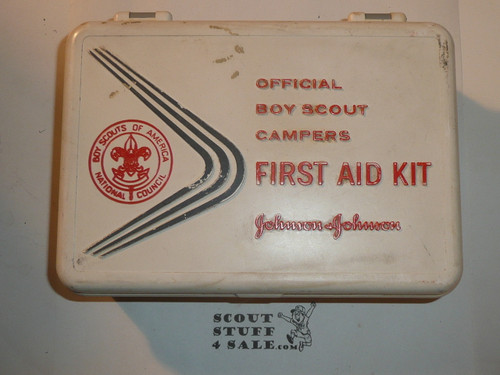 BOY SCOUTS OF AMERICA
NATIONAL COUNCIL
OFFICIAL
BOY SCOUT
CAMPERS
FIRST AID KIT
Johnson & Johnson
SCOUT
STUFF
4 SALE.com